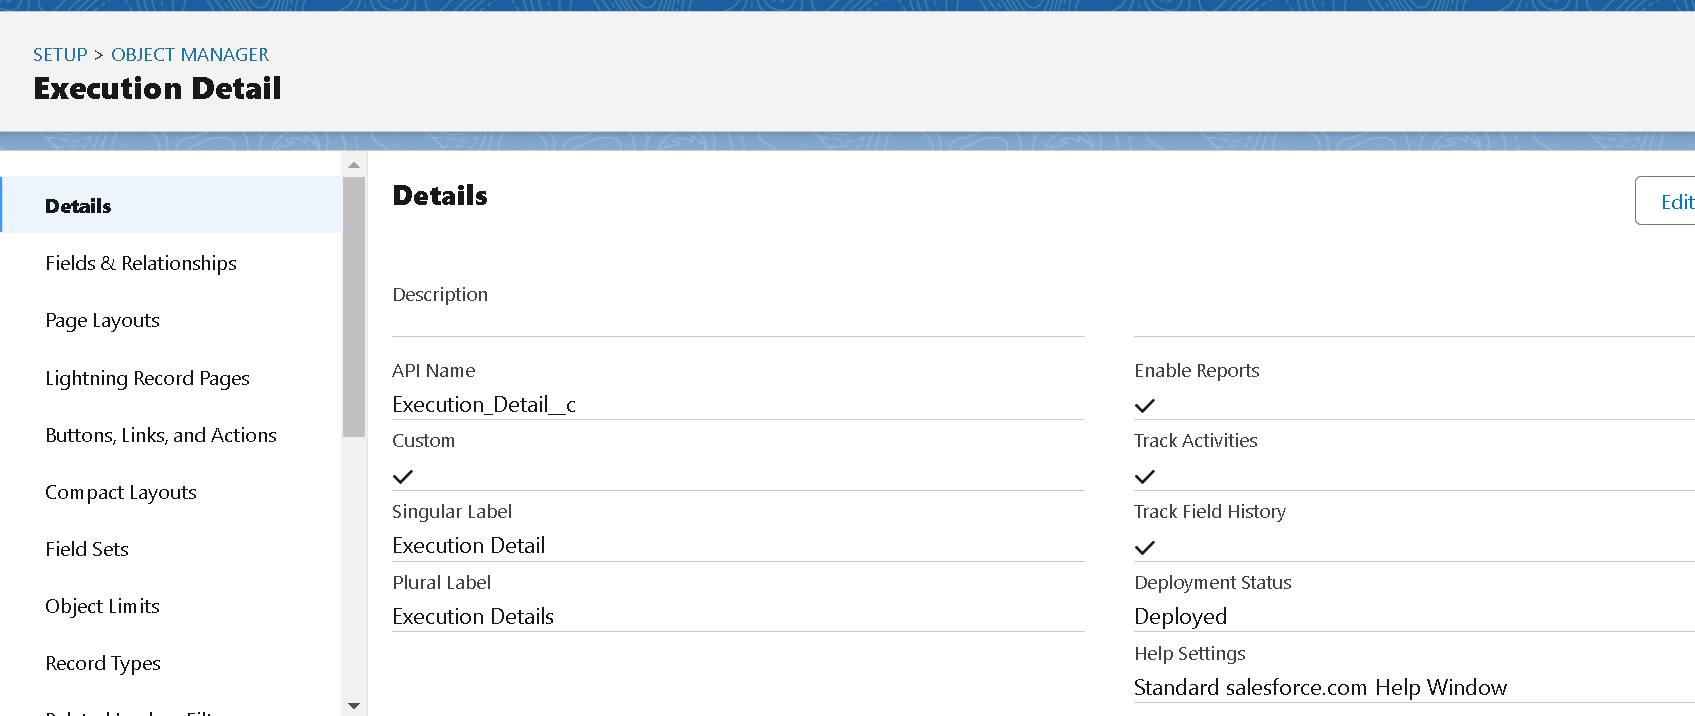 SETUP > OBJECT MANAGER
Execution Detail
Details
Fields & Relationships
Page Layouts
Lightning Record Pages
Buttons, Links, and Actions
Compact Layouts
Field Sets
Object Limits
Record Types
Details
Edit
Description
API Name
Execution_Detail__c
Custom
Singular Label
Execution Detail
Plural Label
Execution Details
Enable Reports
Track Activities
Track Field History
Deployment Status
Deployed
Help Settings
Standard salesforce.com Help Window